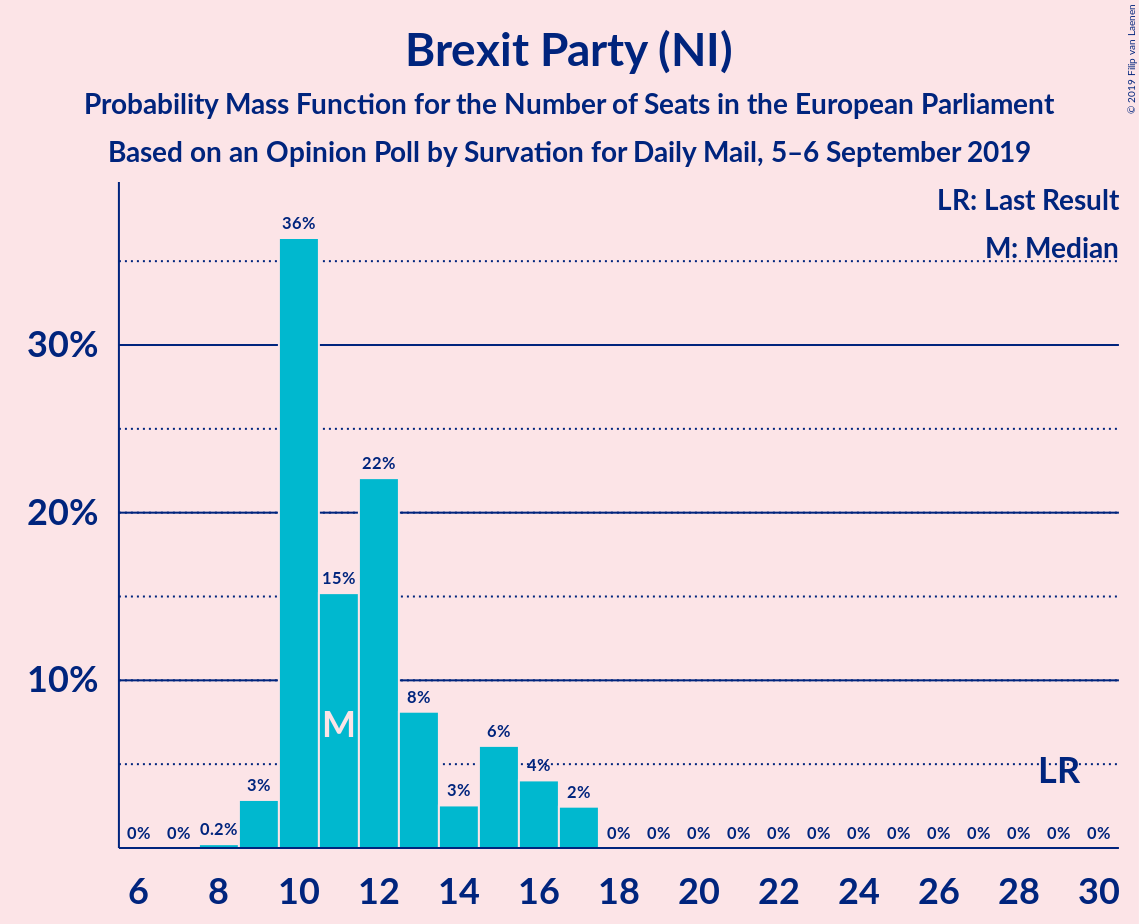 Brexit Party (NI)
Probability Mass Function for the Number of Seats in the European Parliament
Based on an Opinion Poll by Survation for Daily Mail, 5–6 September 2019
© 2019 Filip van Laenen
LR: Last Result
M: Median
30%
20%
10%
0% 0% 0.2% 3% 36% 15% 22% 8% 3% 6% 4% 2% 0% 0% 0% 0% 0% 0% 0% 0% 0% 0% 0% 0% 0%
M
LR
6 8 10 12 14 16 18 20 22 24 26 28 30